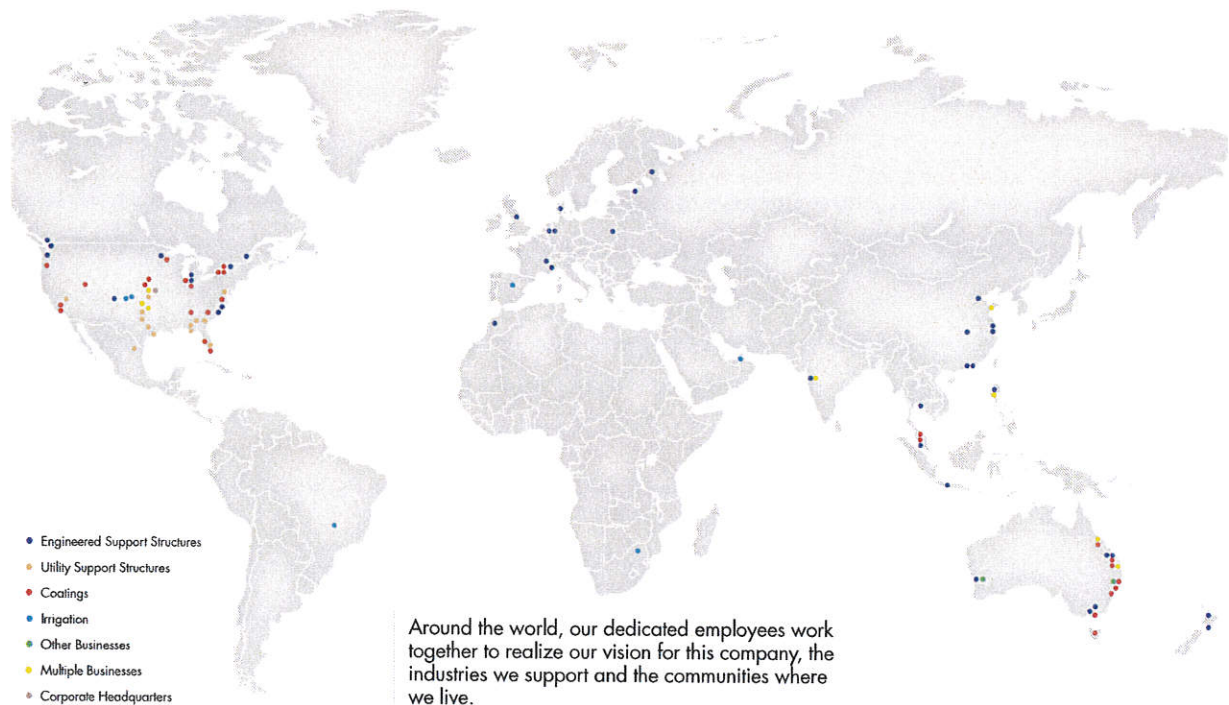 Engineered Support Structures
Utility Support Structures
Coatings
Irrigation
Other Businesses
Multiple Businesses
Corporate Headquarters
Around the world, our dedicated employees work
together to realize our vision for this company, the
industries we support and the communities where
we live.